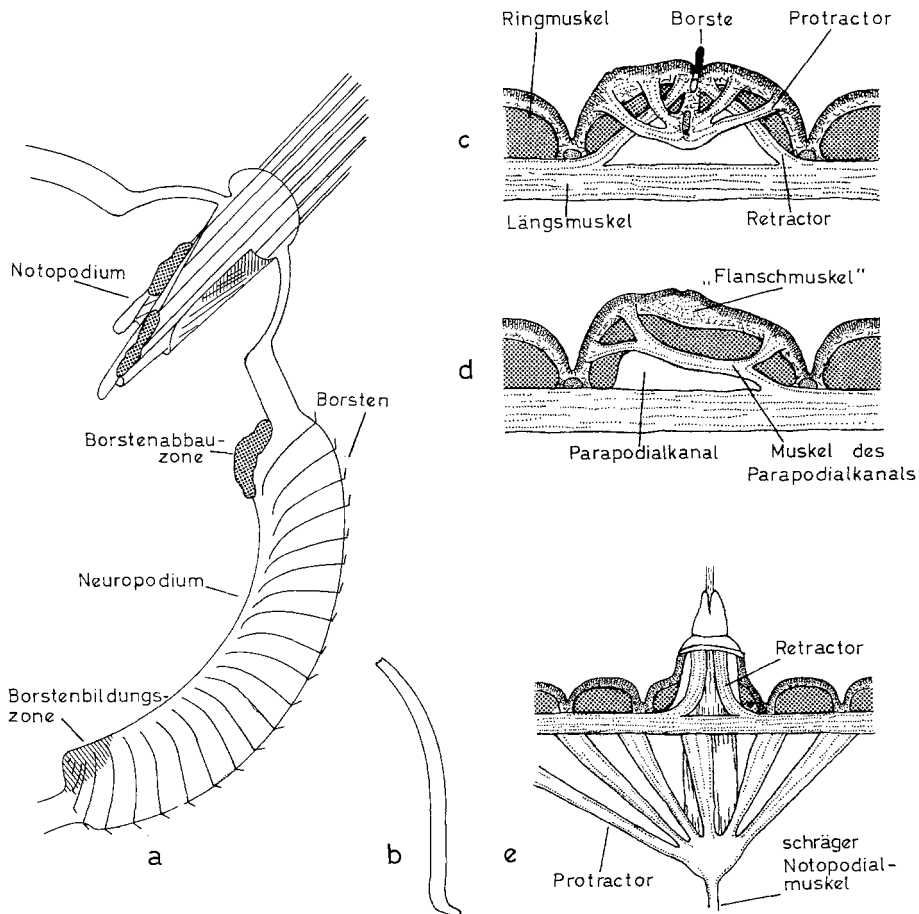 Notopodium
Borstenabbau-
zone
Borsten
Neuropodium
Borstenbildungs-
zone
a
b
Ringmuskel
Borste
Protractor
c
Längsmuskel
Retractor
„Flanschmuskel"
d
Parapodialkanal
Muskel des
Parapodialkanals
Retractor
e
Protractor
schräger
Notopodial-
muskel